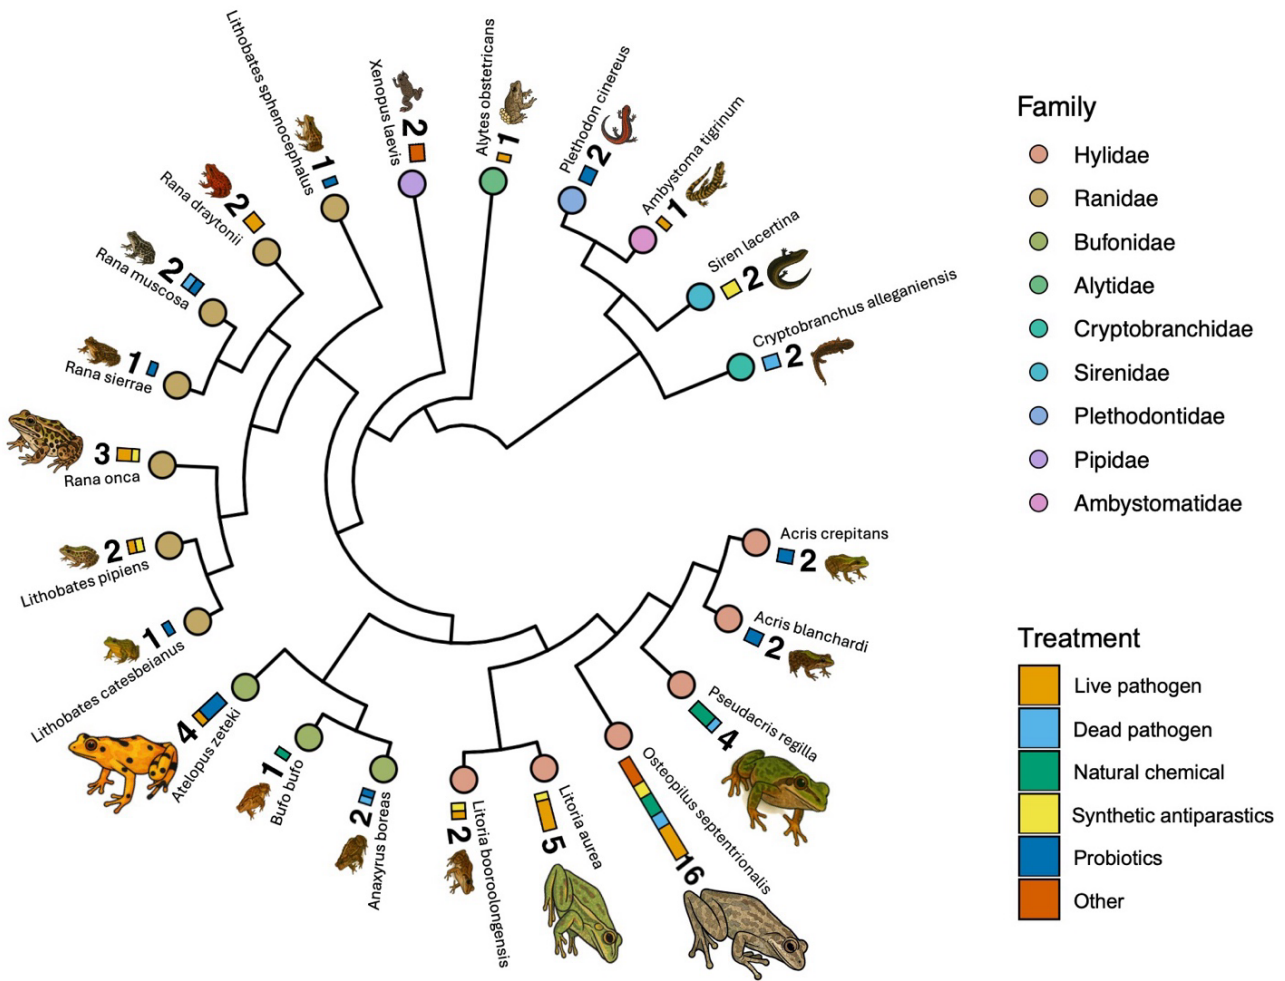 Lithobates sphenocephalus
1
Xenopus laevis
2
Alytes obstetricans
1
Plethodon cinereus
2
Ambystoma tigrinum
1
Siren lacertina
2
Cryptobranchus alleganiensis
2
Rana draytonii
2
Rana muscosa
2
Rana sierrae
1
Rana onca
3
Lithobates pipiens
2
Lithobates catesbeianus
1
Atelopus zeteki
4
Bufo bufo
1
Anaxyrus boreas
2
Litoria booroolongensis
2
Litoria aurea
5
Osteopilus septentrionalis
16
Pseudacris regilla
4
Acris blanchardi
2
Acris crepitans
2
Family
Hylidae
Ranidae
Bufonidae
Alytidae
Cryptobranchidae
Sirenidae
Plethodontidae
Pipidae
Ambystomatidae
Treatment
Live pathogen
Dead pathogen
Natural chemical
Synthetic antiparastics
Probiotics
Other